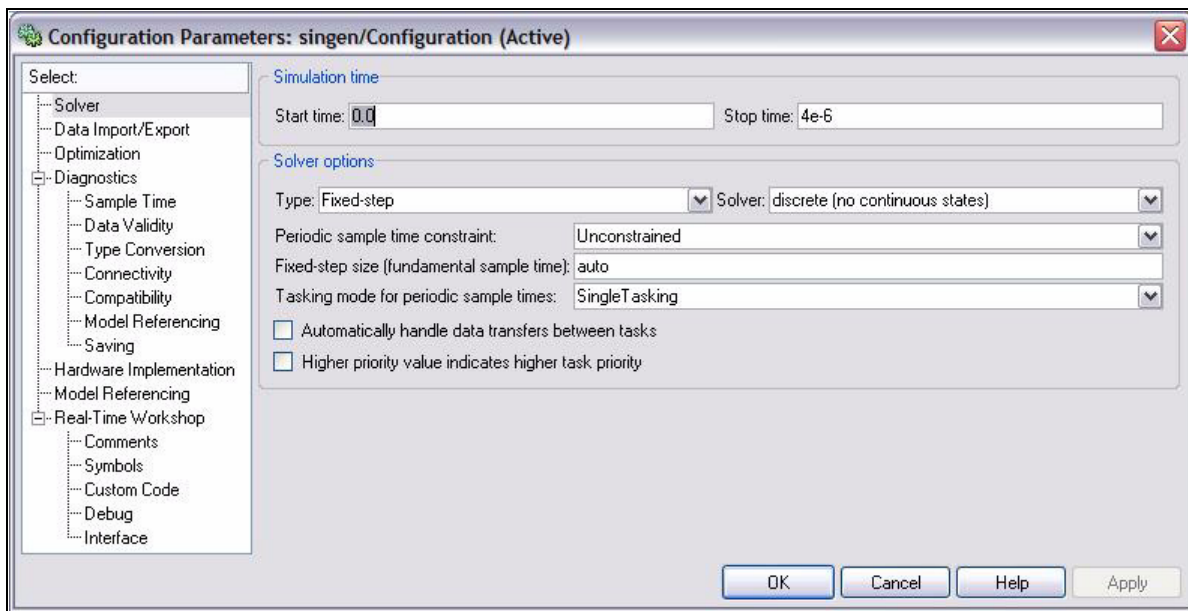 Configuration Parameters: singen/Configuration (Active)
Select:
Solver
Data Import/Export
Optimization
Diagnostics
Sample Time
Data Validity
Type Conversion
Connectivity
Compatibility
Model Referencing
Saving
Hardware Implementation
Model Referencing
Real-Time Workshop
Comments
Symbols
Custom Code
Debug
Interface
Simulation time
Start time: 0.0 Stop time: 4e-6
Solver options
Type: Fixed-step Solver: discrete (no continuous states)
Periodic sample time constraint: Unconstrained
Fixed-step size (fundamental sample time): auto
Tasking mode for periodic sample times: SingleTasking
Automatically handle data transfers between tasks
Higher priority value indicates higher task priority
OK Cancel Help Apply